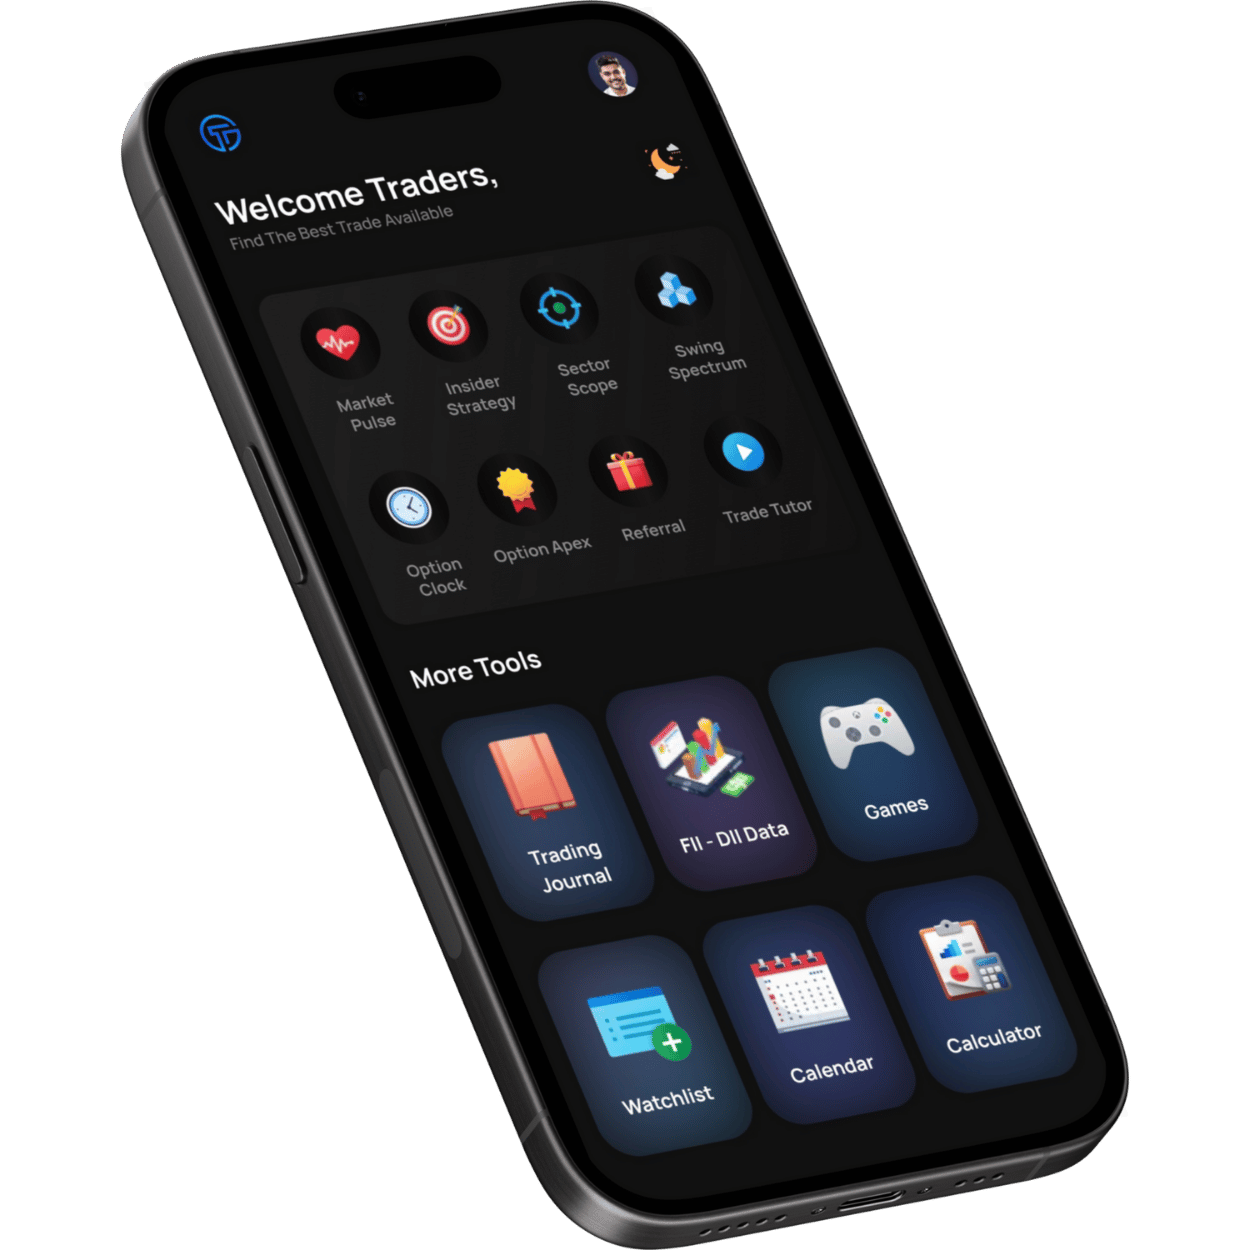 Welcome Traders,
Find The Best Trade Available
Market
Pulse
Insider
Strategy
Sector
Scope
Swing
Spectrum
Option
Clock
Option Apex
Referral
Trade Tutor
More Tools
Trading
Journal
FII - DII Data
Games
Watchlist
Calendar
Calculator